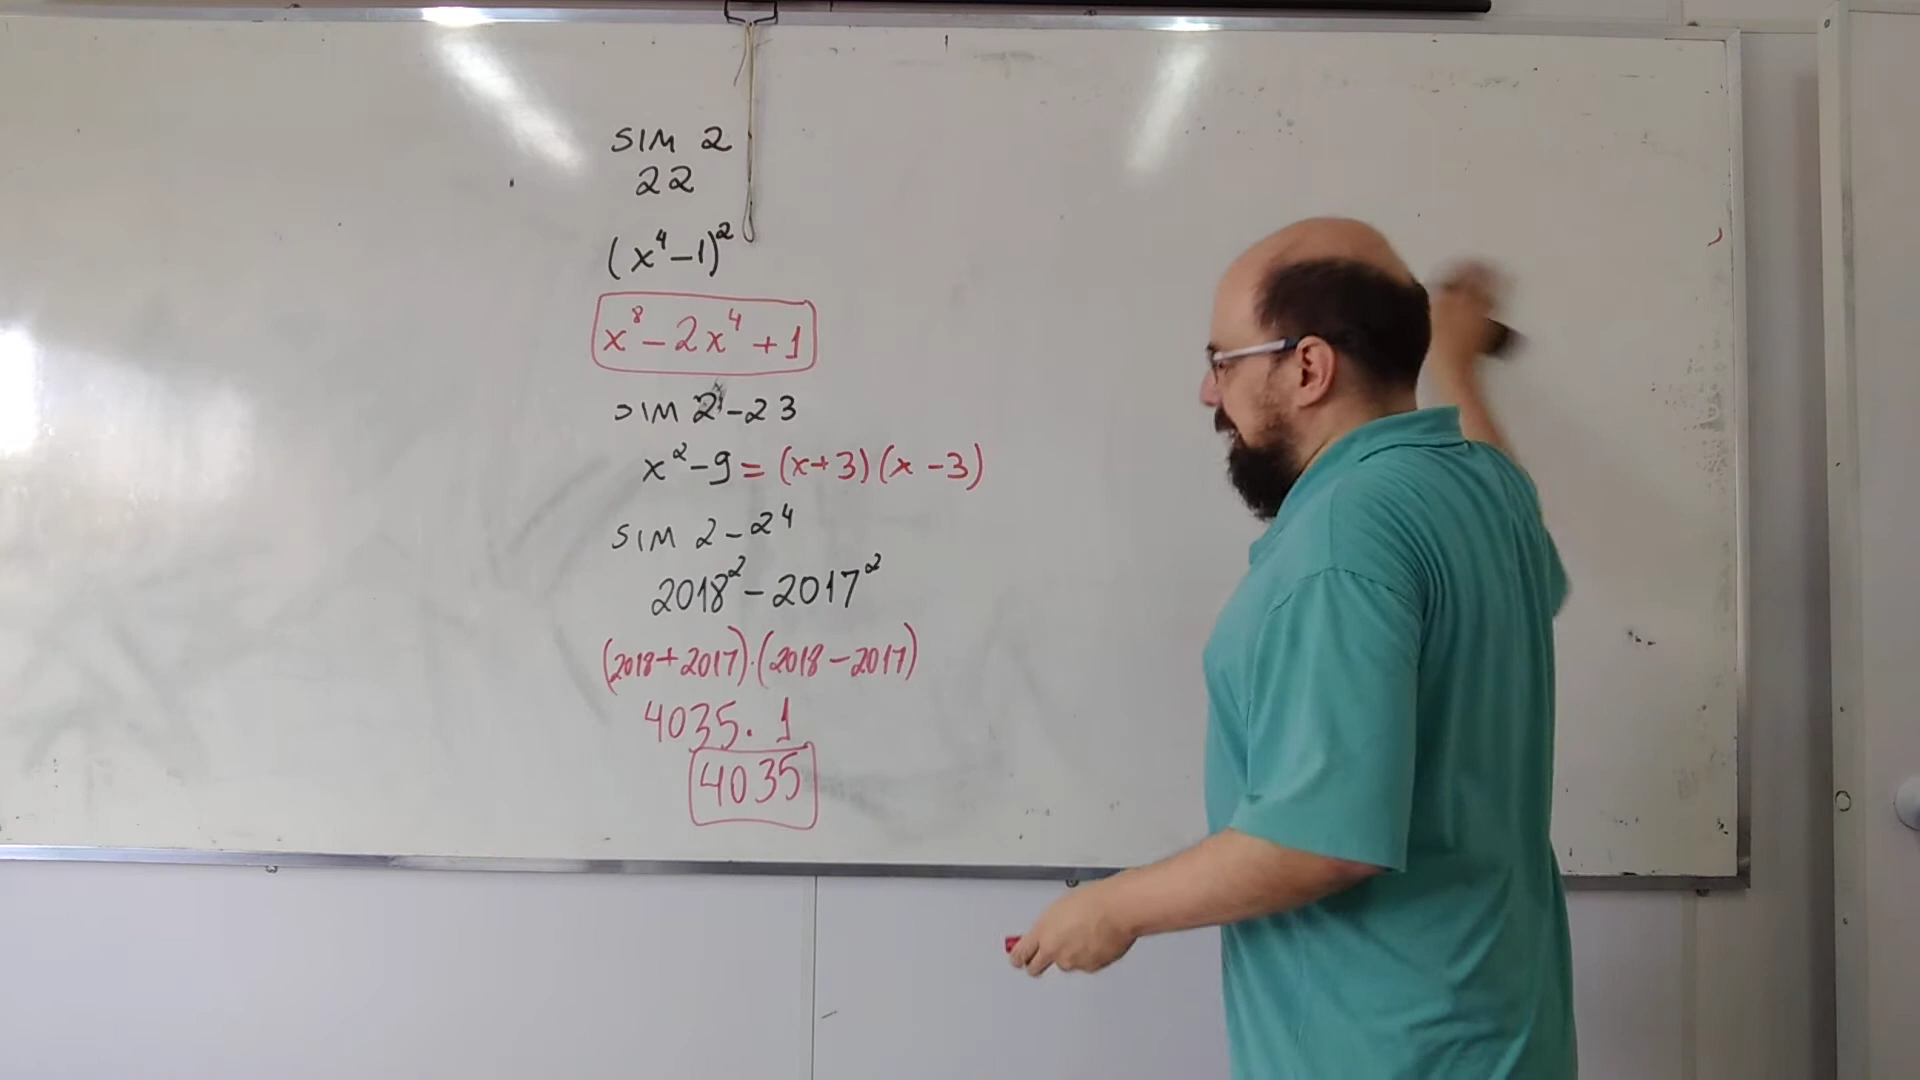 SIM 2
22
(x⁴-1)²
x⁸ - 2x⁴ + 1
SIM 2-23
x²-9 = (x+3)(x-3)
SIM 2-24
2018² - 2017²
(2018+2017).(2018-2017)
4035. 1
4035